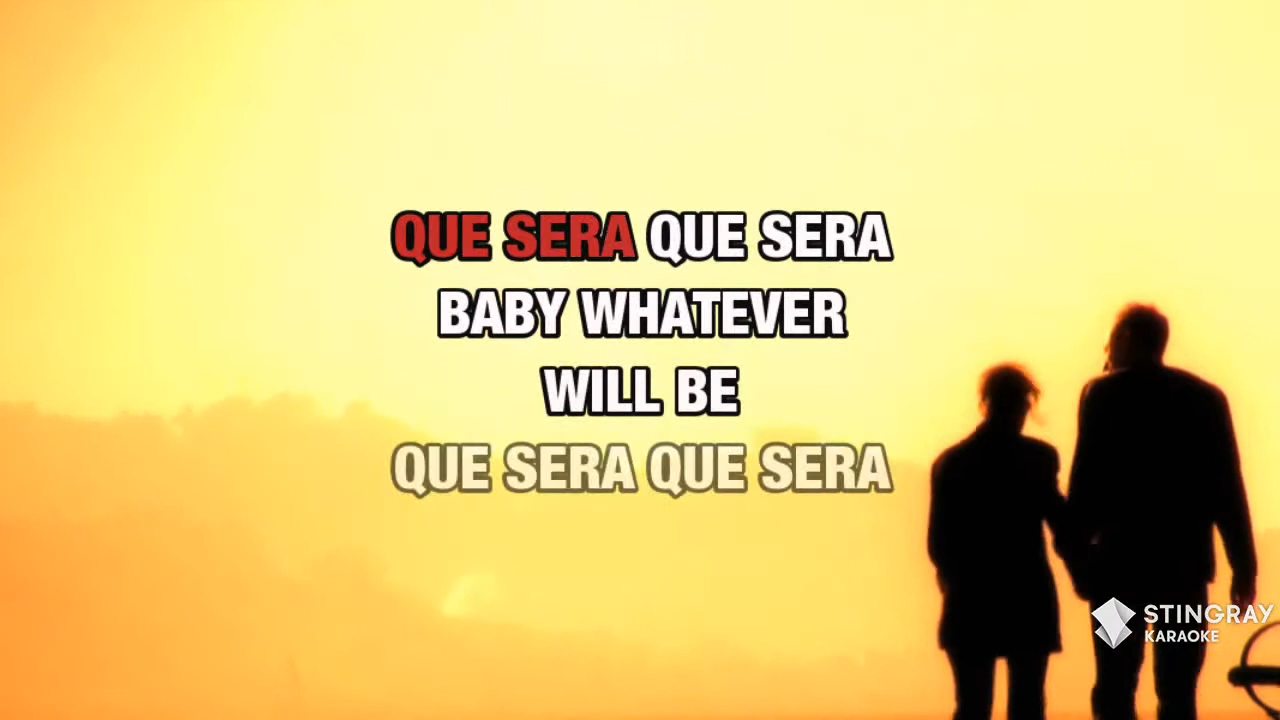 QUE SERA QUE SERA
BABY WHATEVER
WILL BE
QUE SERA QUE SERA
STINGRAY
KARAOKE